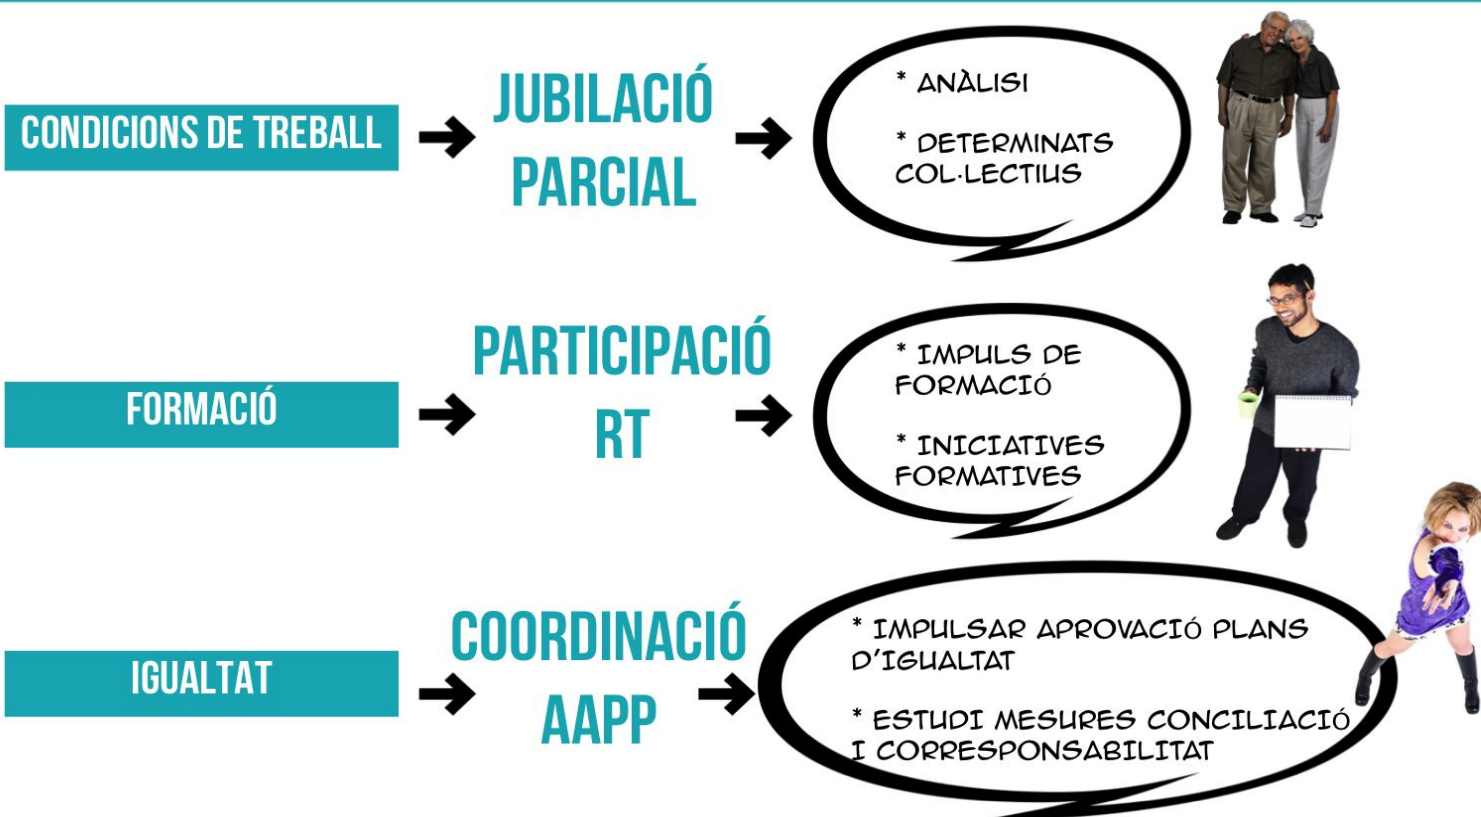 CONDICIONS DE TREBALL
JUBILACIÓ
PARCIAL
* ANÀLISI
* DETERMINATS
COL·LECTIUS
FORMACIÓ
PARTICIPACIÓ
RT
* IMPULS DE
FORMACIÓ
* INICIATIVES
FORMATIVES
IGUALTAT
COORDINACIÓ
AAPP
* IMPULSAR APROVACIÓ PLANS
D'IGUALTAT
* ESTUDI MESURES CONCILIACIÓ
I CORRESPONSABILITAT